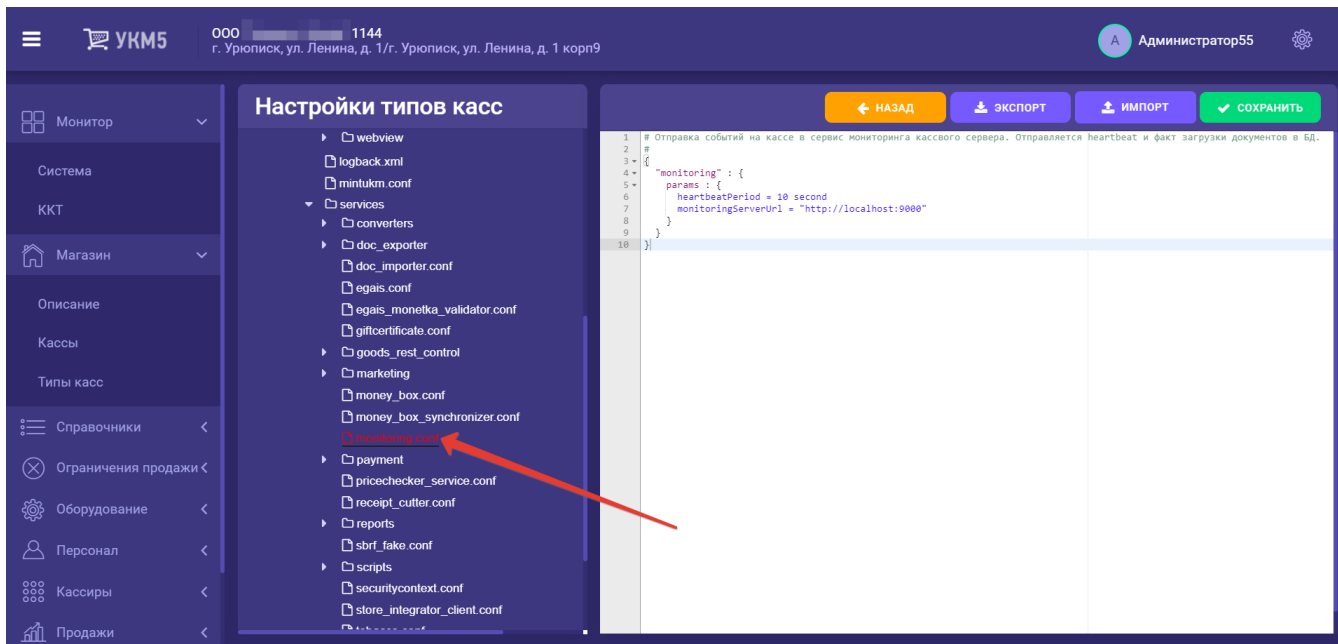 УКМ5
ООО 1144
г. Урюписк, ул. Ленина, д. 1/г. Урюписк, ул. Ленина, д. 1 корп9
А
Администратор55
Монитор
Система
ККТ
Магазин
Описание
Кассы
Типы касс
Справочники
Ограничения продажи
Оборудование
Персонал
Кассиры
Продажи
Настройки типов касс
webview
logback.xml
mintukm.conf
services
converters
doc_exporter
doc_importer.conf
egais.conf
egais_monetka_validator.conf
giftcertificate.conf
goods_rest_control
marketing
money_box.conf
money_box_synchronizer.conf
monitoring.conf
payment
pricechecker_service.conf
receipt_cutter.conf
reports
sbrf_fake.conf
scripts
securitycontext.conf
store_integrator_client.conf
НАЗАД
ЭКСПОРТ
ИМПОРТ
СОХРАНИТЬ
1 # Отправка событий на кассе в сервис мониторинга кассвого сервера. Отправляется heartbeat и факт загрузки документов в БД.
2 #
3 {
4 "monitoring" : {
5 params : {
6 heartbeatPeriod = 10 second
7 monitoringServerUrl = "http://localhost:9000"
8 }
9 }
10 }